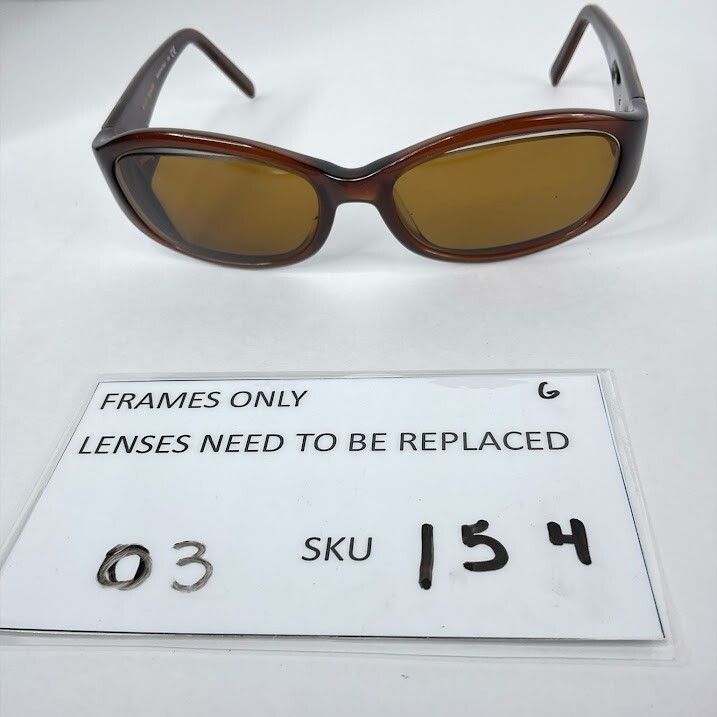 FRAMES ONLY G
LENSES NEED TO BE REPLACED
03 SKU 154